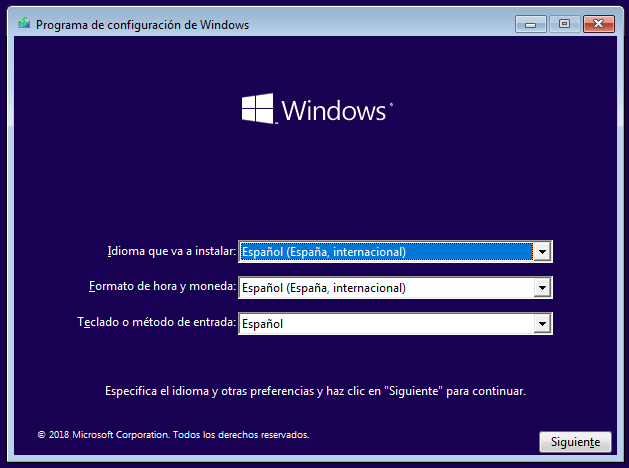 Programa de configuración de Windows
Windows
Idioma que va a instalar: Español (España, internacional)
Formato de hora y moneda: Español (España, internacional)
Teclado o método de entrada: Español
Especifica el idioma y otras preferencias y haz clic en "Siguiente" para continuar.
© 2018 Microsoft Corporation. Todos los derechos reservados.
Siguiente